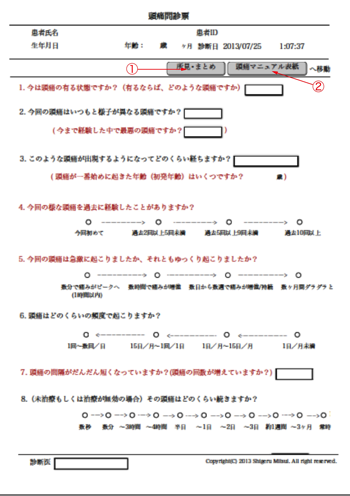 頭痛問診票
患者氏名 患者ID
生年月日 年齢： 歳 ヶ月 診断日 2013/07/25 1:07:37
① 所見・まとめ 頭痛マニュアル表紙 へ移動 ②
1. 今は頭痛の有る状態ですか？（有るならば、どのような頭痛ですか）
2. 今回の頭痛はいつもと様子が異なる頭痛ですか？
（今まで経験した中で最悪の頭痛ですか？ ）
3. このような頭痛が出現するようになってどのくらい経ちますか？
（頭痛が一番始めに起きた年齢（初発年齢）はいくつですか？ 歳）
4. 今回の様な頭痛を過去に経験したことがありますか？
今回初めて 過去2回以上5回未満 過去5回以上9回未満 過去10回以上
5. 今回の頭痛は急激に起こりましたか、それともゆっくり起こりましたか？
数分で痛みがピークへ 数時間で痛みが増強 数日から数週で痛みが増強/持続 数ヶ月間ダラダラと
(1時間以内)
6. 頭痛はどのくらいの頻度で起こりますか？
1回～数回／日 15日／月～1回／1日 1日／月～15日／月 1日／月未満
7. 頭痛の間隔がだんだん短くなっていますか？(頭痛の回数が増えていますか？)
8.（未治療もしくは治療が無効の場合）その頭痛はどのくらい続きますか？
数秒 数分 ～3時間 ～4時間 半日 ～1日 ～2日 ～3日 約1週間 ～3ヶ月 常時
診断医 Copyright(C) 2013 Shigeru Mitsui. All right reserved.